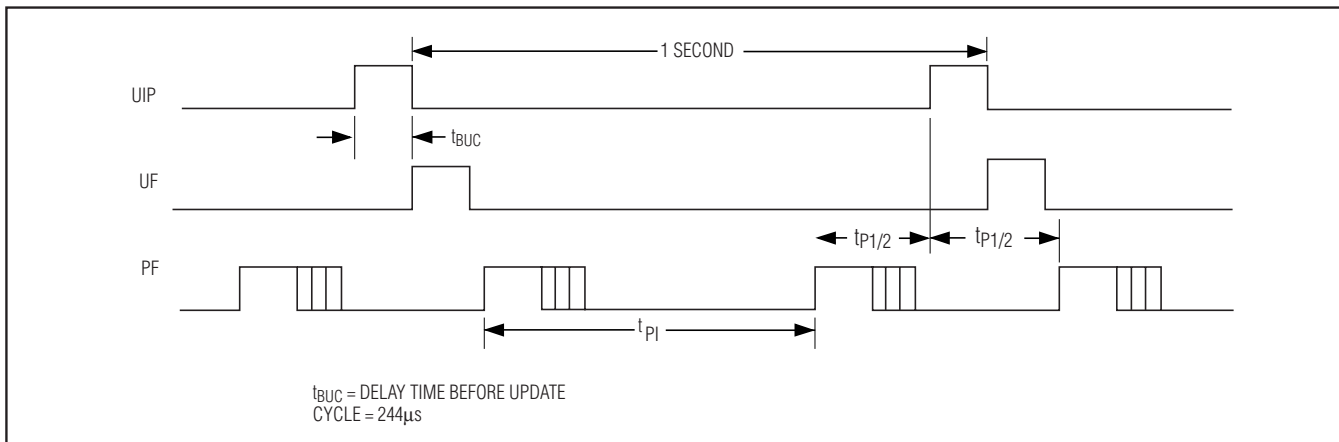 1 SECOND
UIP
tBUC
UF
tP1/2 tP1/2
PF
tPI
tBUC = DELAY TIME BEFORE UPDATE
CYCLE = 244µs